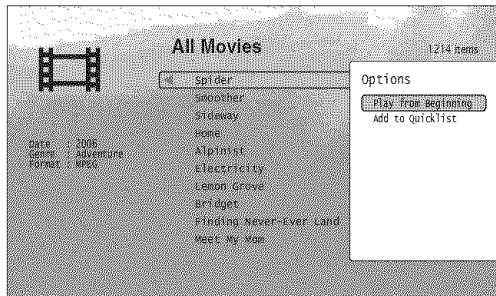 All Movies
1214 items
Spider
Smoother
Sideway
Home
Alpinist
Electricity
Lemon Grove
Bridget
Finding Never-Ever Land
Meet My Mom
Date : 2006
Genre : Adventure
Format : MPEG
Options
Play from Beginning
Add to Quicklist